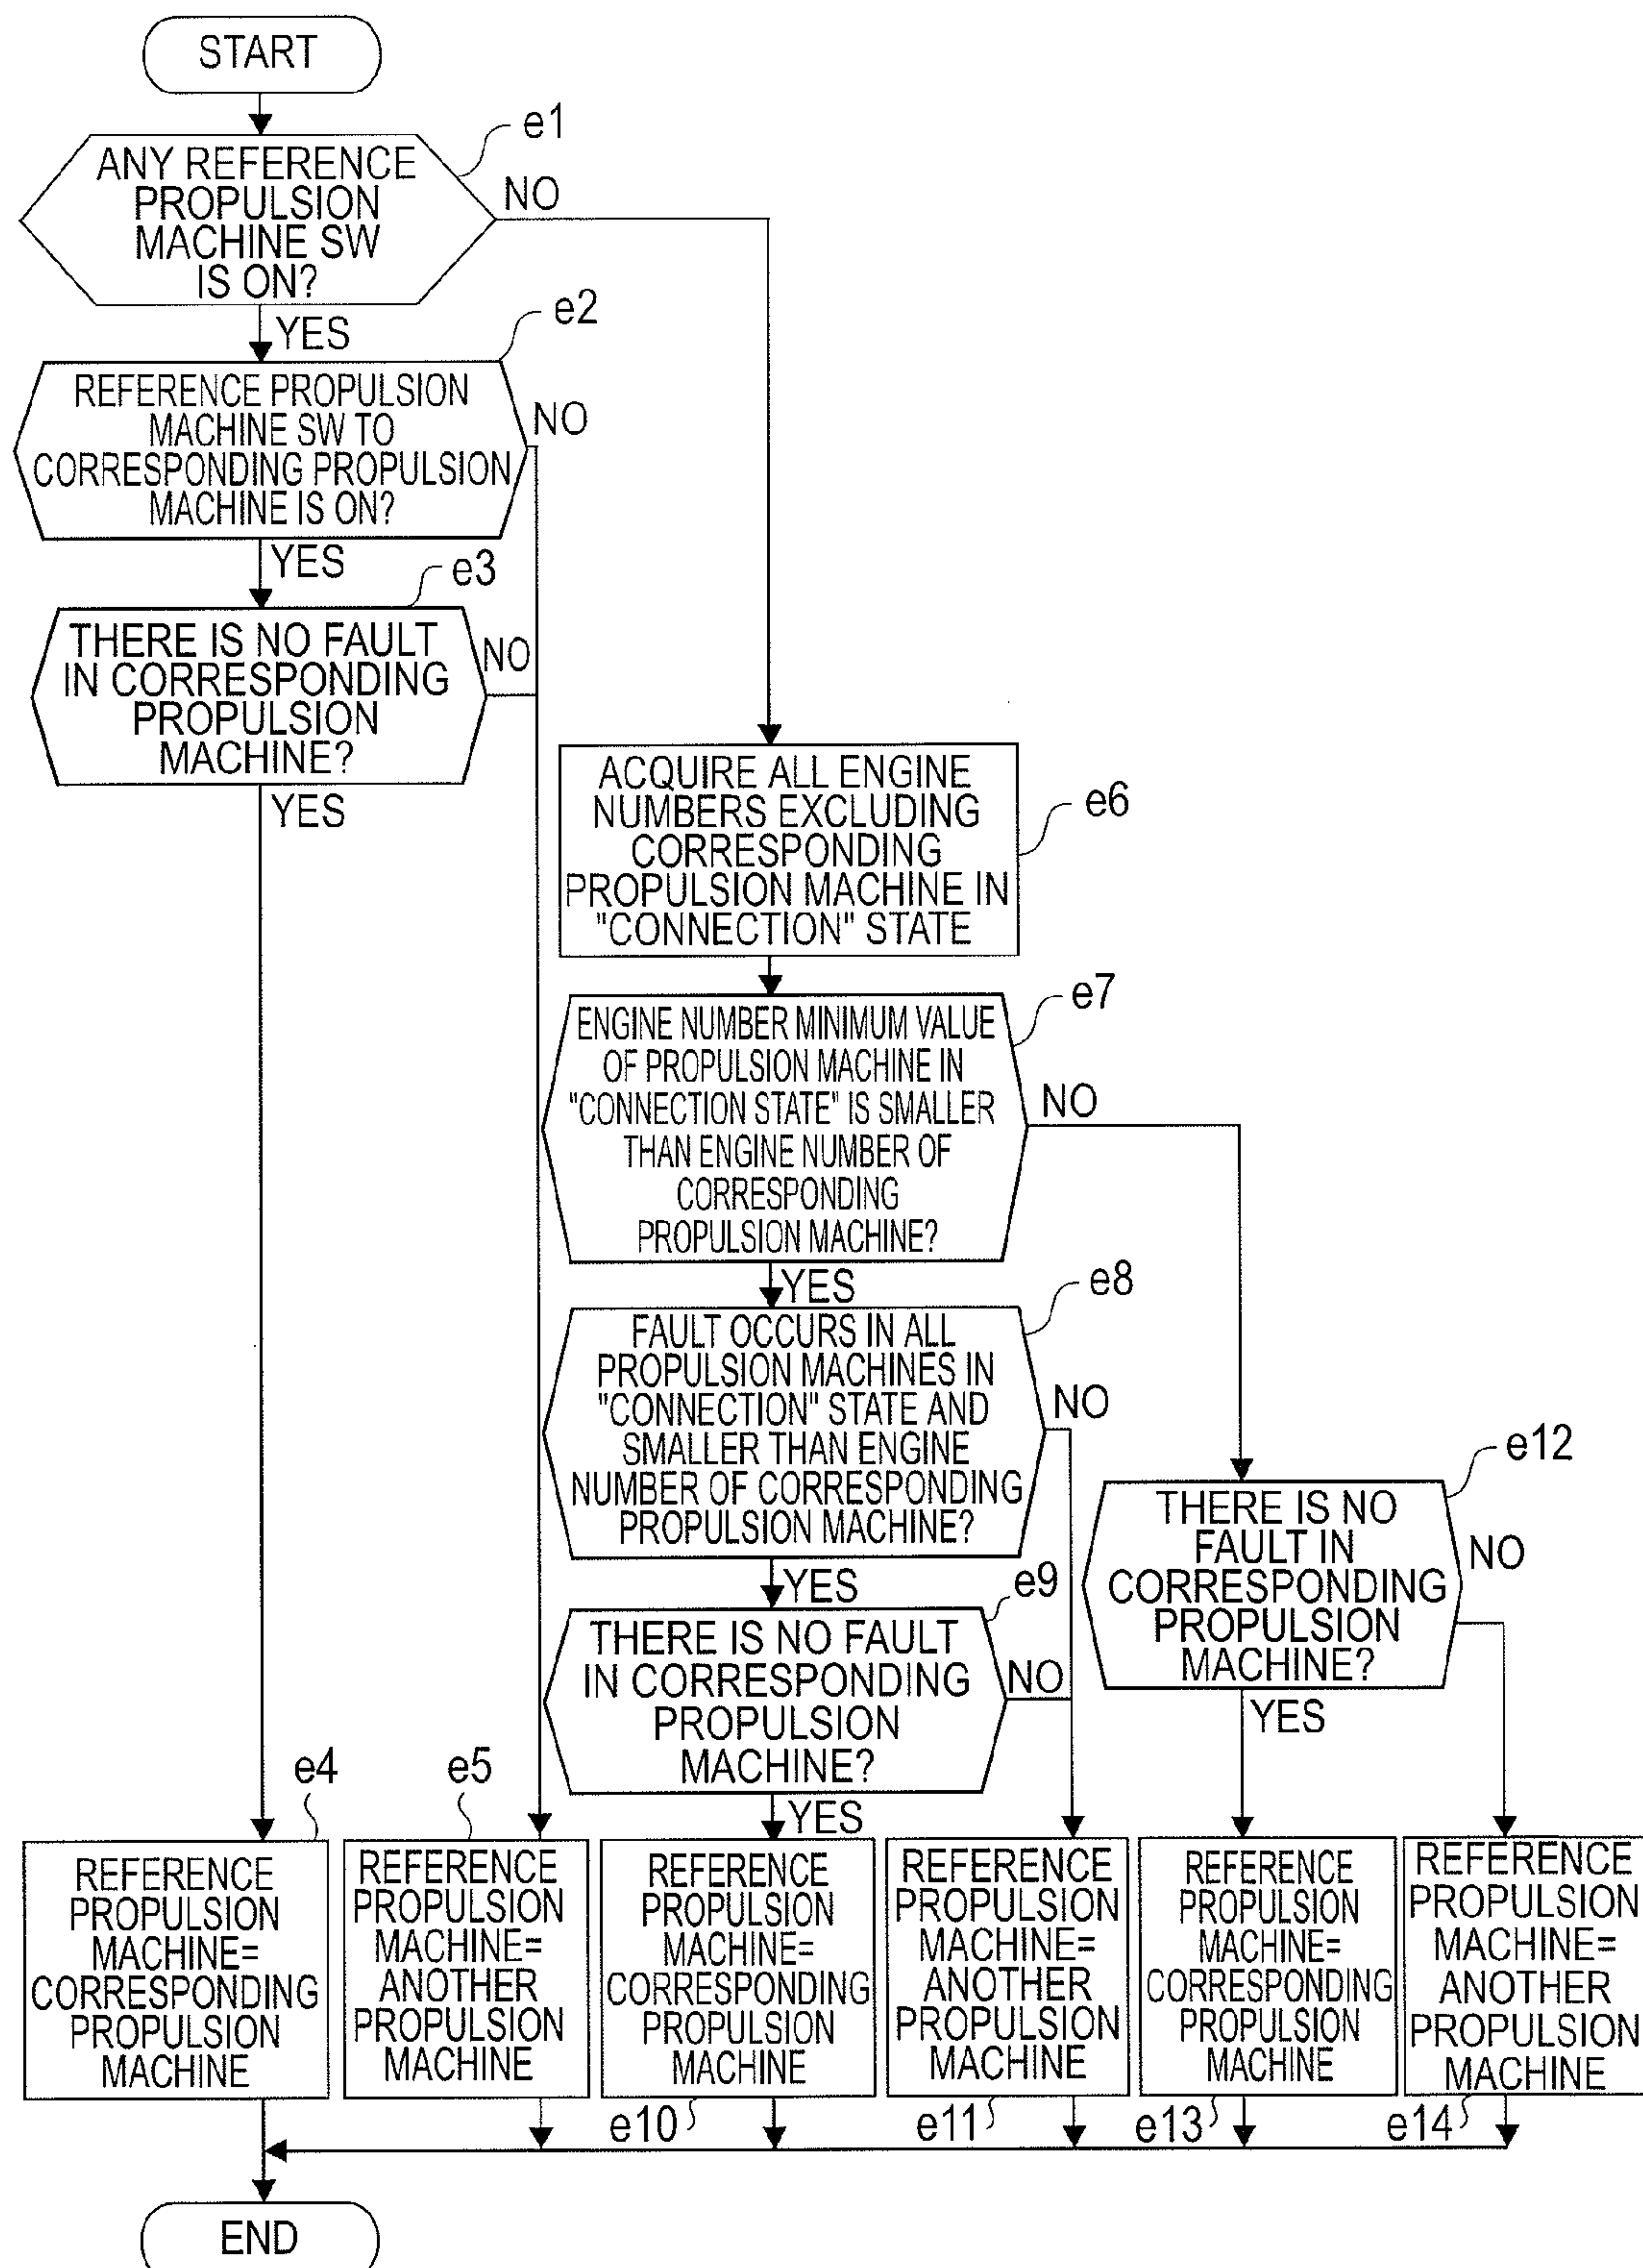 START
e1
ANY REFERENCE
PROPULSION
MACHINE SW
IS ON?
NO
YES
e2
REFERENCE PROPULSION
MACHINE SW TO
CORRESPONDING PROPULSION
MACHINE IS ON?
NO
YES
e3
THERE IS NO FAULT
IN CORRESPONDING
PROPULSION
MACHINE?
NO
YES
ACQUIRE ALL ENGINE
NUMBERS EXCLUDING
CORRESPONDING
PROPULSION MACHINE IN
"CONNECTION" STATE
e6
e7
ENGINE NUMBER MINIMUM VALUE
OF PROPULSION MACHINE IN
"CONNECTION STATE" IS SMALLER
THAN ENGINE NUMBER OF
CORRESPONDING
PROPULSION MACHINE?
NO
YES
e8
FAULT OCCURS IN ALL
PROPULSION MACHINES IN
"CONNECTION" STATE AND
SMALLER THAN ENGINE
NUMBER OF CORRESPONDING
PROPULSION MACHINE?
NO
YES
e9
THERE IS NO FAULT
IN CORRESPONDING
PROPULSION
MACHINE?
NO
YES
e12
THERE IS NO
FAULT IN
CORRESPONDING
PROPULSION
MACHINE?
NO
YES
e4
REFERENCE
PROPULSION
MACHINE=
CORRESPONDING
PROPULSION
MACHINE
e5
REFERENCE
PROPULSION
MACHINE=
ANOTHER
PROPULSION
MACHINE
REFERENCE
PROPULSION
MACHINE=
CORRESPONDING
PROPULSION
MACHINE
e10
REFERENCE
PROPULSION
MACHINE=
ANOTHER
PROPULSION
MACHINE
e11
REFERENCE
PROPULSION
MACHINE=
CORRESPONDING
PROPULSION
MACHINE
e13
REFERENCE
PROPULSION
MACHINE=
ANOTHER
PROPULSION
MACHINE
e14
END